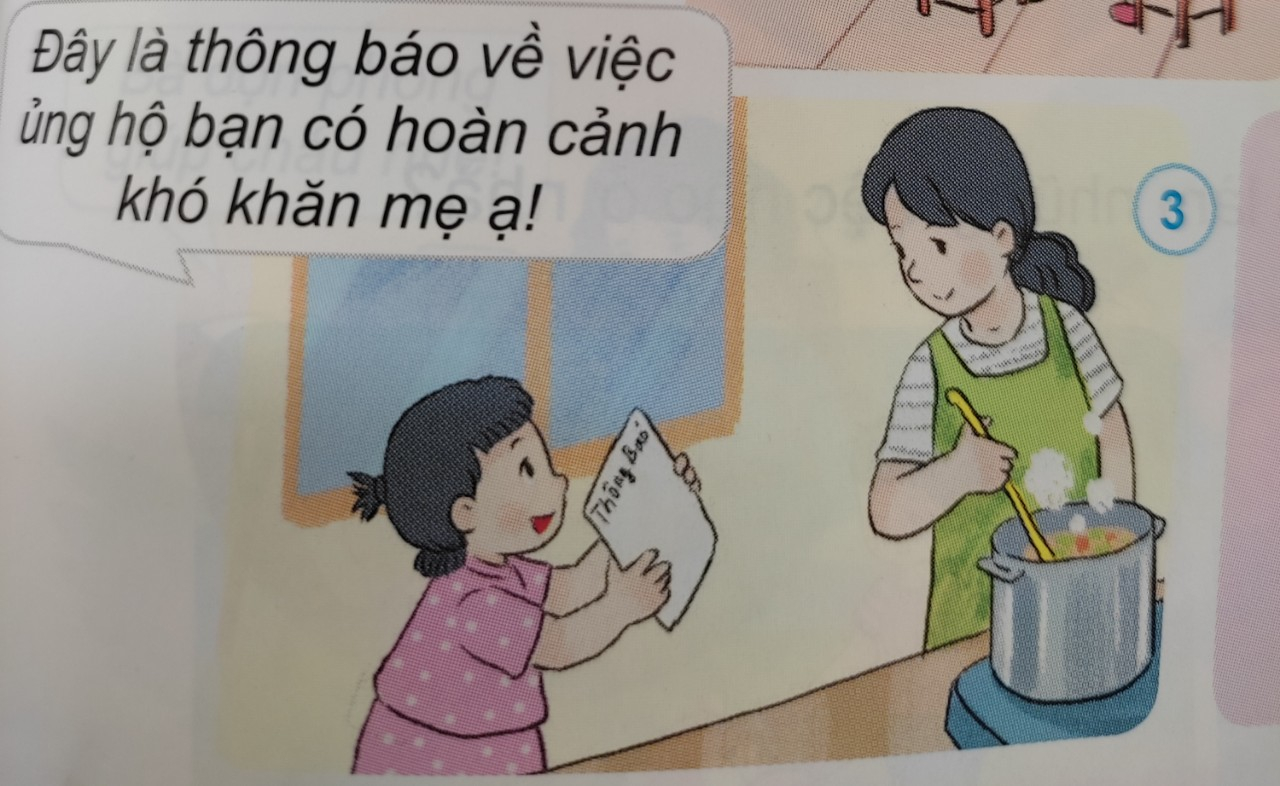 Đây là thông báo về việc
ủng hộ bạn có hoàn cảnh
khó khăn mẹ ạ!
3
Thông Báo